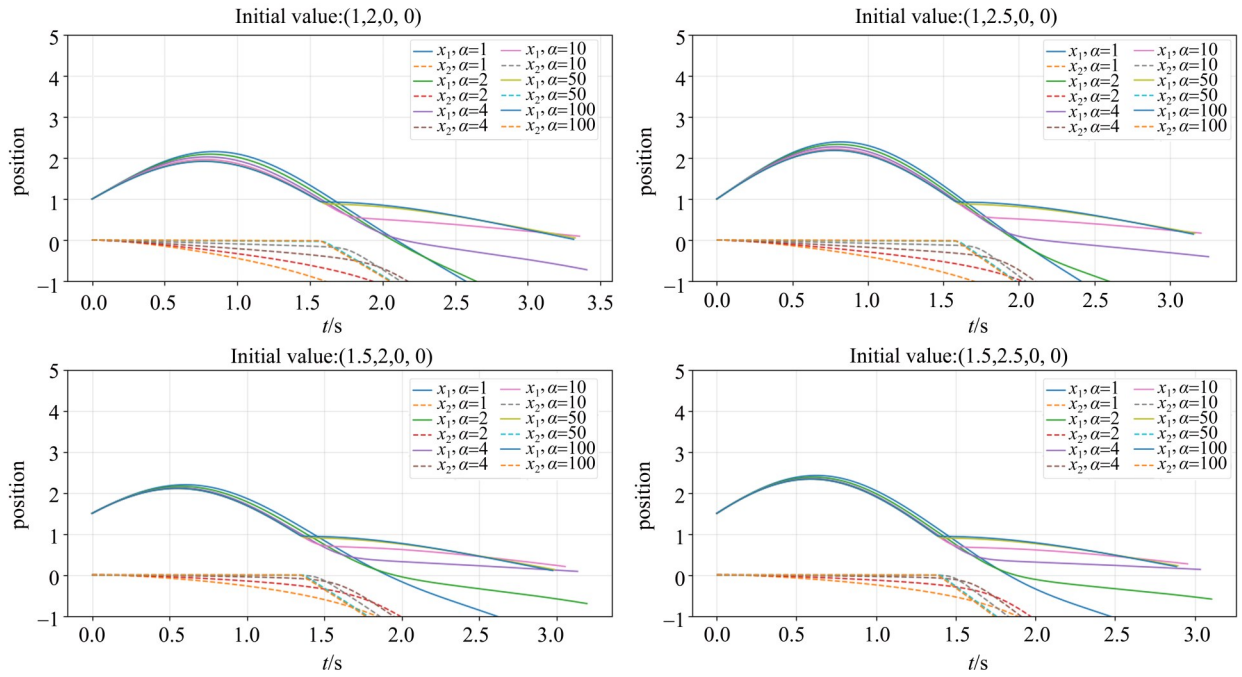 Initial value:(1,2,0, 0)
5
4
3
2
1
0
−1
position
x₁, α=1
x₂, α=1
x₁, α=2
x₂, α=2
x₁, α=4
x₂, α=4
x₁, α=10
x₂, α=10
x₁, α=50
x₂, α=50
x₁, α=100
x₂, α=100
0.0 0.5 1.0 1.5 2.0 2.5 3.0 3.5
t/s
Initial value:(1,2.5,0, 0)
5
4
3
2
1
0
−1
position
x₁, α=1
x₂, α=1
x₁, α=2
x₂, α=2
x₁, α=4
x₂, α=4
x₁, α=10
x₂, α=10
x₁, α=50
x₂, α=50
x₁, α=100
x₂, α=100
0.0 0.5 1.0 1.5 2.0 2.5 3.0
t/s
Initial value:(1.5,2,0, 0)
5
4
3
2
1
0
−1
position
x₁, α=1
x₂, α=1
x₁, α=2
x₂, α=2
x₁, α=4
x₂, α=4
x₁, α=10
x₂, α=10
x₁, α=50
x₂, α=50
x₁, α=100
x₂, α=100
0.0 0.5 1.0 1.5 2.0 2.5 3.0
t/s
Initial value:(1.5,2.5,0, 0)
5
4
3
2
1
0
−1
position
x₁, α=1
x₂, α=1
x₁, α=2
x₂, α=2
x₁, α=4
x₂, α=4
x₁, α=10
x₂, α=10
x₁, α=50
x₂, α=50
x₁, α=100
x₂, α=100
0.0 0.5 1.0 1.5 2.0 2.5 3.0
t/s